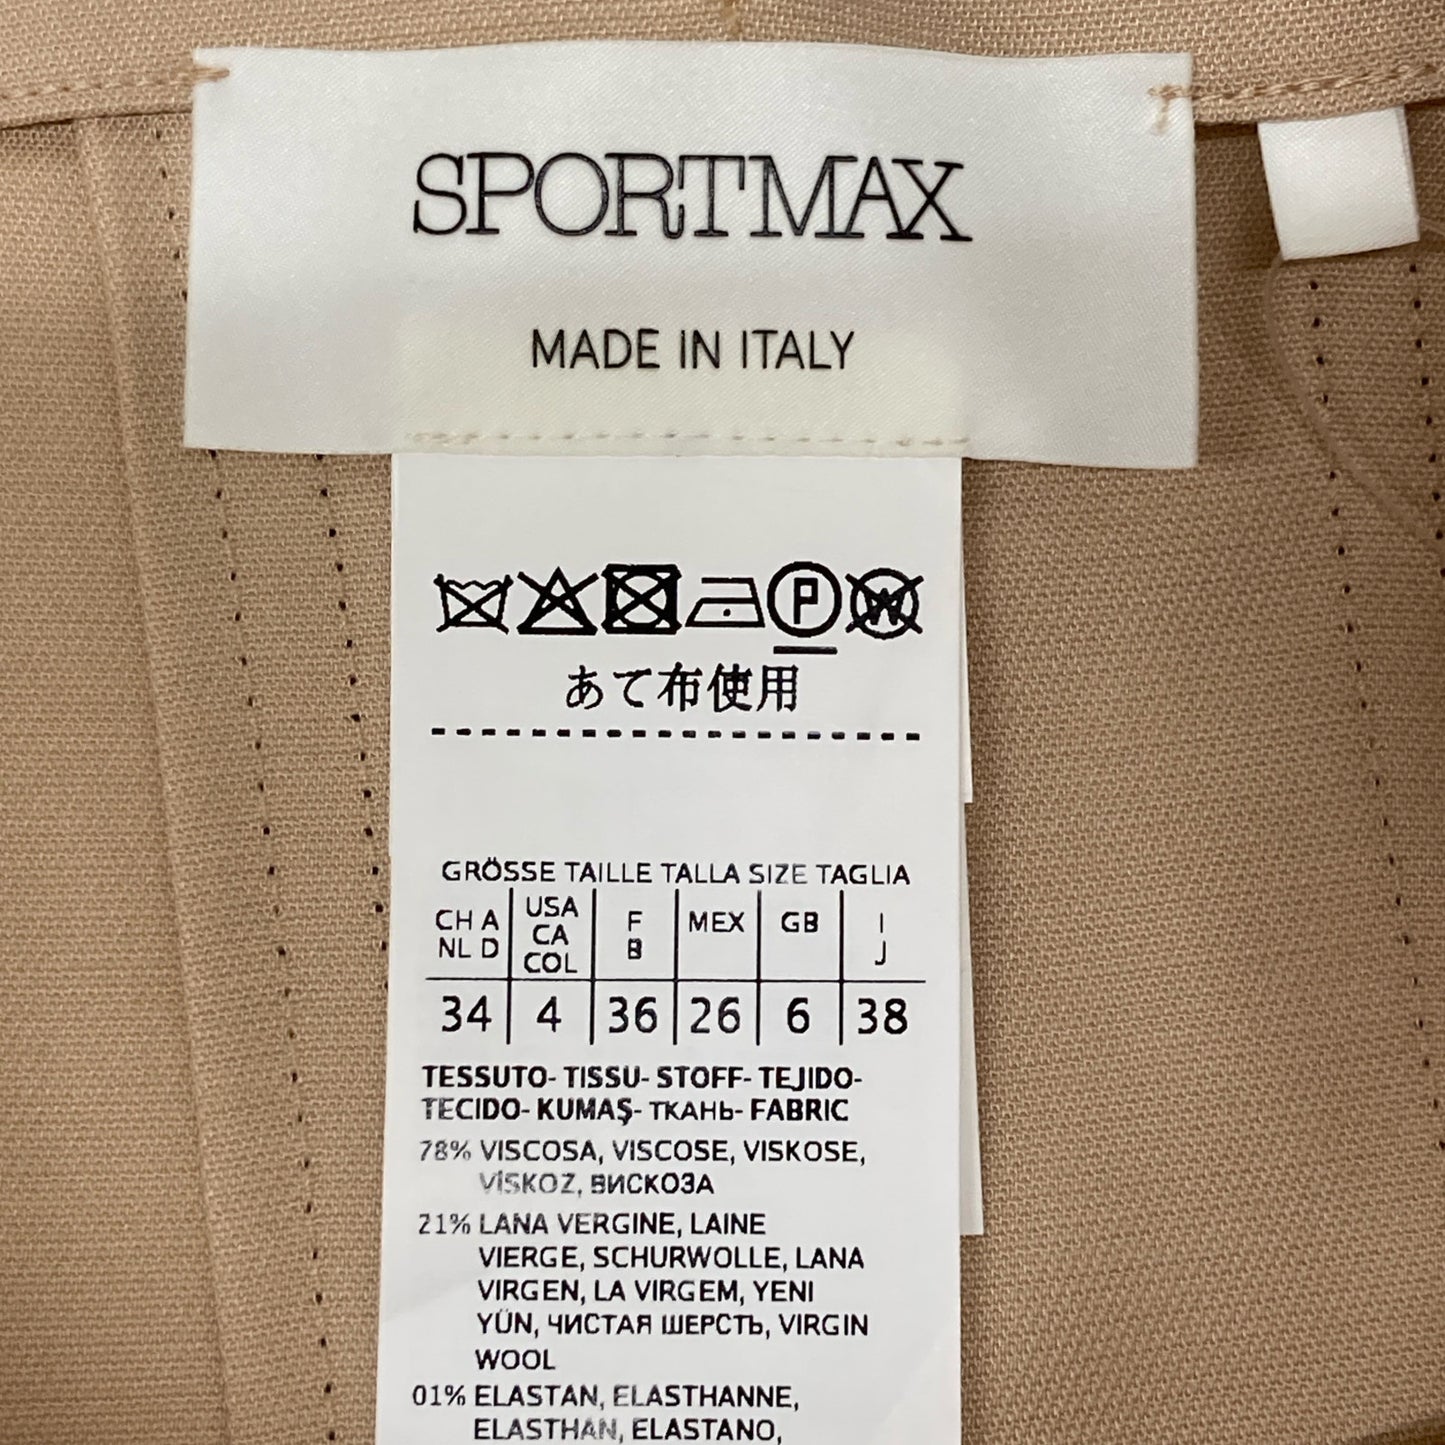 SPORTMAX
MADE IN ITALY
P W
あて布使用
GRÖSSE TAILLE TALLA SIZE TAGLIA
CH A NL D | USA CA COL | F B | MEX | GB | I J
34 | 4 | 36 | 26 | 6 | 38
TESSUTO- TISSU- STOFF- TEJIDO-
TECIDO- KUMAŞ- ТКАНЬ- FABRIC
78% VISCOSA, VISCOSE, VISKOSE,
VİSKOZ, ВИСКОЗА
21% LANA VERGINE, LAINE
VIERGE, SCHURWOLLE, LANA
VIRGEN, LA VIRGEM, YENI
YÜN, ЧИСТАЯ ШЕРСТЬ, VIRGIN
WOOL
01% ELASTAN, ELASTHANNE,
ELASTHAN, ELASTANO,